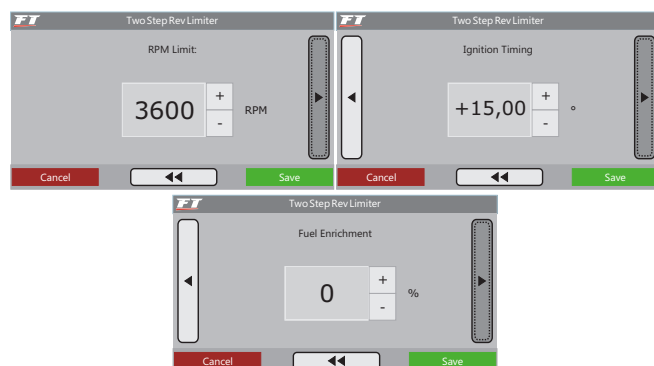 FT Two Step Rev Limiter
RPM Limit:
3600 + - RPM
Cancel Save
FT Two Step Rev Limiter
Ignition Timing
+15,00 + - °
Cancel Save
FT Two Step Rev Limiter
Fuel Enrichment
0 + - %
Cancel Save